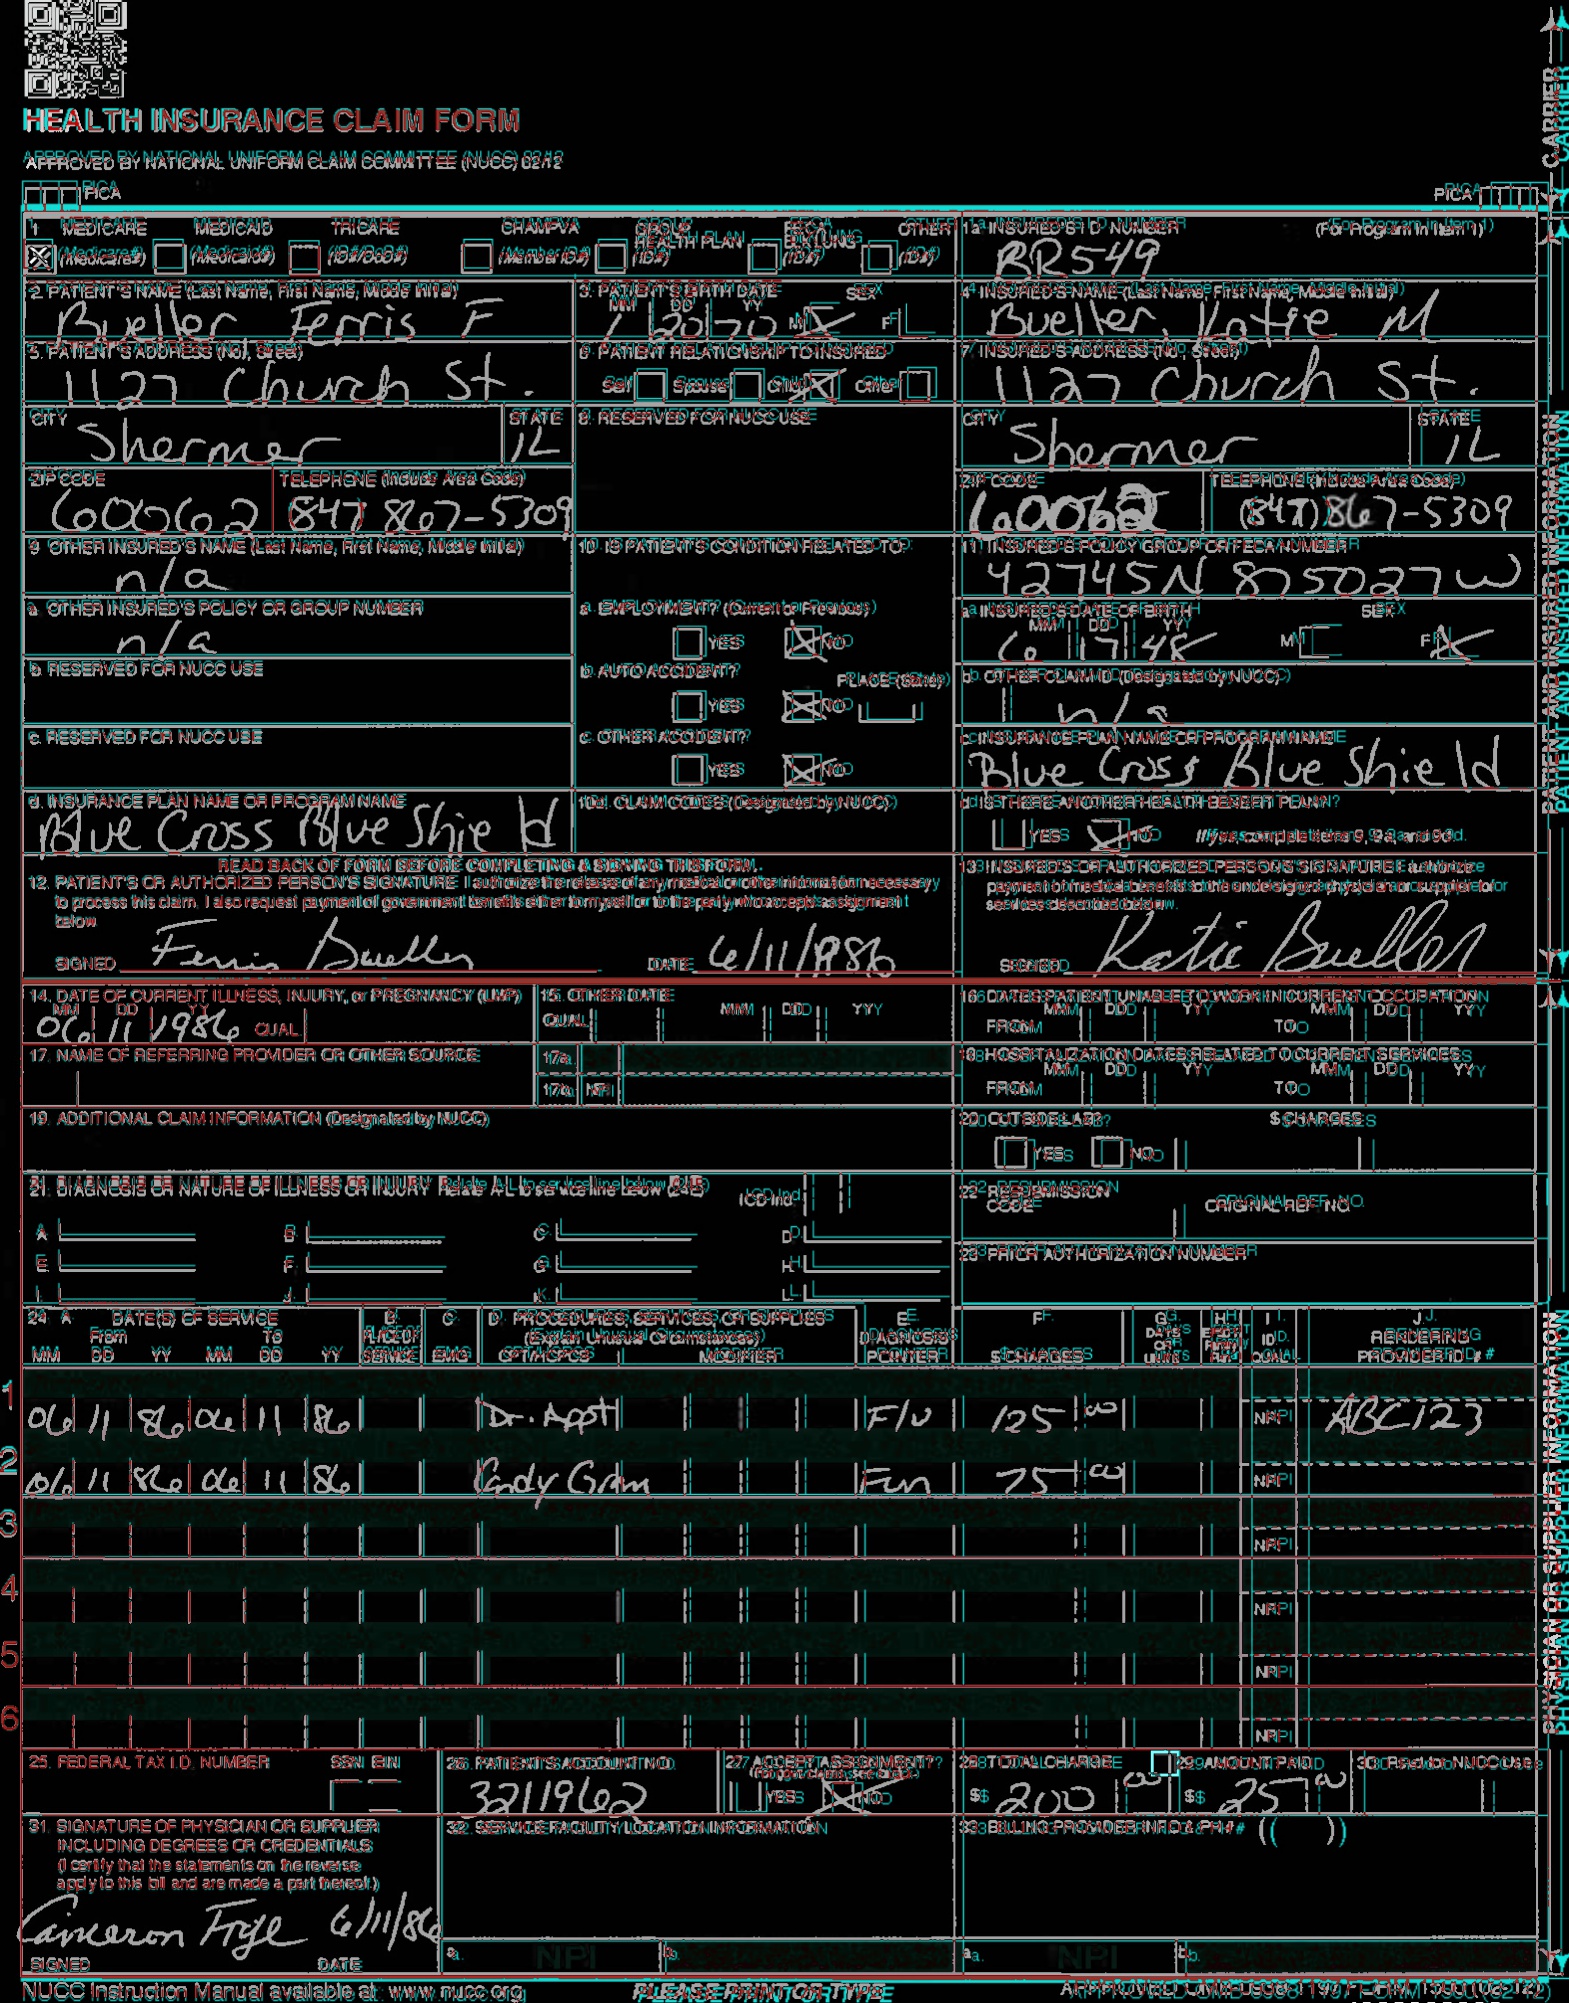 HEALTH INSURANCE CLAIM FORM
APPROVED BY NATIONAL UNIFORM CLAIM COMMITTEE (NUCC) 02/12
PICA PICA
CARRIER
1. MEDICARE MEDICAID TRICARE CHAMPVA GROUP HEALTH PLAN FECA BLK LUNG OTHER
(Medicare#) (Medicaid#) (ID#/DoD#) (Member ID#) (ID#) (ID#) (ID#)
1a. INSURED'S I.D. NUMBER (For Program in Item 1)
RR549
2. PATIENT'S NAME (Last Name, First Name, Middle Initial)
Bueller Ferris F
3. PATIENT'S BIRTH DATE SEX
MM DD YY
1 20 70 M F
4. INSURED'S NAME (Last Name, First Name, Middle Initial)
Bueller, Katie M
5. PATIENT'S ADDRESS (No., Street)
1127 Church St.
6. PATIENT RELATIONSHIP TO INSURED
Self Spouse Child Other
7. INSURED'S ADDRESS (No., Street)
1127 Church St.
CITY STATE
Shermer IL
8. RESERVED FOR NUCC USE
CITY STATE
Shermer IL
ZIP CODE TELEPHONE (Include Area Code)
60062 (847) 867-5309
ZIP CODE TELEPHONE (Include Area Code)
60062 (847) 867-5309
9. OTHER INSURED'S NAME (Last Name, First Name, Middle Initial)
n/a
10. IS PATIENT'S CONDITION RELATED TO:
11. INSURED'S POLICY GROUP OR FECA NUMBER
42745N 875027W
a. OTHER INSURED'S POLICY OR GROUP NUMBER
n/a
a. EMPLOYMENT? (Current or Previous)
YES NO
a. INSURED'S DATE OF BIRTH SEX
MM DD YY
6 17 48 M F
b. RESERVED FOR NUCC USE
b. AUTO ACCIDENT? PLACE (State)
YES NO
b. OTHER CLAIM ID (Designated by NUCC)
n/a
c. RESERVED FOR NUCC USE
c. OTHER ACCIDENT?
YES NO
c. INSURANCE PLAN NAME OR PROGRAM NAME
Blue Cross Blue Shield
d. INSURANCE PLAN NAME OR PROGRAM NAME
Blue Cross Blue Shield
10d. CLAIM CODES (Designated by NUCC)
d. IS THERE ANOTHER HEALTH BENEFIT PLAN?
YES NO If yes, complete items 9, 9a, and 9d.
READ BACK OF FORM BEFORE COMPLETING & SIGNING THIS FORM.
12. PATIENT'S OR AUTHORIZED PERSON'S SIGNATURE I authorize the release of any medical or other information necessary
to process this claim. I also request payment of government benefits either to myself or to the party who accepts assignment
below.
SIGNED Ferris Bueller DATE 6/11/1986
13. INSURED'S OR AUTHORIZED PERSON'S SIGNATURE I authorize
payment of medical benefits to the undersigned physician or supplier for
services described below.
SIGNED Katie Bueller
PATIENT AND INSURED INFORMATION
14. DATE OF CURRENT ILLNESS, INJURY, or PREGNANCY (LMP)
MM DD YY
06 11 1986 QUAL.
15. OTHER DATE
QUAL. MM DD YY
16. DATES PATIENT UNABLE TO WORK IN CURRENT OCCUPATION
MM DD YY MM DD YY
FROM TO
17. NAME OF REFERRING PROVIDER OR OTHER SOURCE
17a.
17b. NPI
18. HOSPITALIZATION DATES RELATED TO CURRENT SERVICES
MM DD YY MM DD YY
FROM TO
19. ADDITIONAL CLAIM INFORMATION (Designated by NUCC)
20. OUTSIDE LAB? $ CHARGES
YES NO
21. DIAGNOSIS OR NATURE OF ILLNESS OR INJURY Relate A-L to service line below (24E) ICD Ind.
A. B. C. D.
E. F. G. H.
I. J. K. L.
22. RESUBMISSION CODE ORIGINAL REF. NO.
23. PRIOR AUTHORIZATION NUMBER
24. A. DATE(S) OF SERVICE B. C. D. PROCEDURES, SERVICES, OR SUPPLIES E. F. G. H. I. J.
From To PLACE OF (Explain Unusual Circumstances) DIAGNOSIS DAYS OR EPSDT Family ID. RENDERING
MM DD YY MM DD YY SERVICE EMG CPT/HCPCS MODIFIER POINTER $ CHARGES UNITS Plan QUAL. PROVIDER ID. #
1 06 11 86 06 11 86 Dr. Appt F/U 125 00 NPI ABC123
2 06 11 86 06 11 86 Candy Gram Fun 75 00 NPI
3 NPI
4 NPI
5 NPI
6 NPI
25. FEDERAL TAX I.D. NUMBER SSN EIN
26. PATIENT'S ACCOUNT NO.
3211962
27. ACCEPT ASSIGNMENT?
(For govt. claims, see back)
YES NO
28. TOTAL CHARGE
$ 200 00
29. AMOUNT PAID
$ 25 00
30. Rsvd for NUCC Use
31. SIGNATURE OF PHYSICIAN OR SUPPLIER
INCLUDING DEGREES OR CREDENTIALS
(I certify that the statements on the reverse
apply to this bill and are made a part thereof.)
Cameron Frye 6/11/86
SIGNED DATE
32. SERVICE FACILITY LOCATION INFORMATION
a. NPI b.
33. BILLING PROVIDER INFO & PH # ( )
a. NPI b.
PHYSICIAN OR SUPPLIER INFORMATION
NUCC Instruction Manual available at: www.nucc.org
PLEASE PRINT OR TYPE
APPROVED OMB-0938-1197 FORM 1500 (02-12)